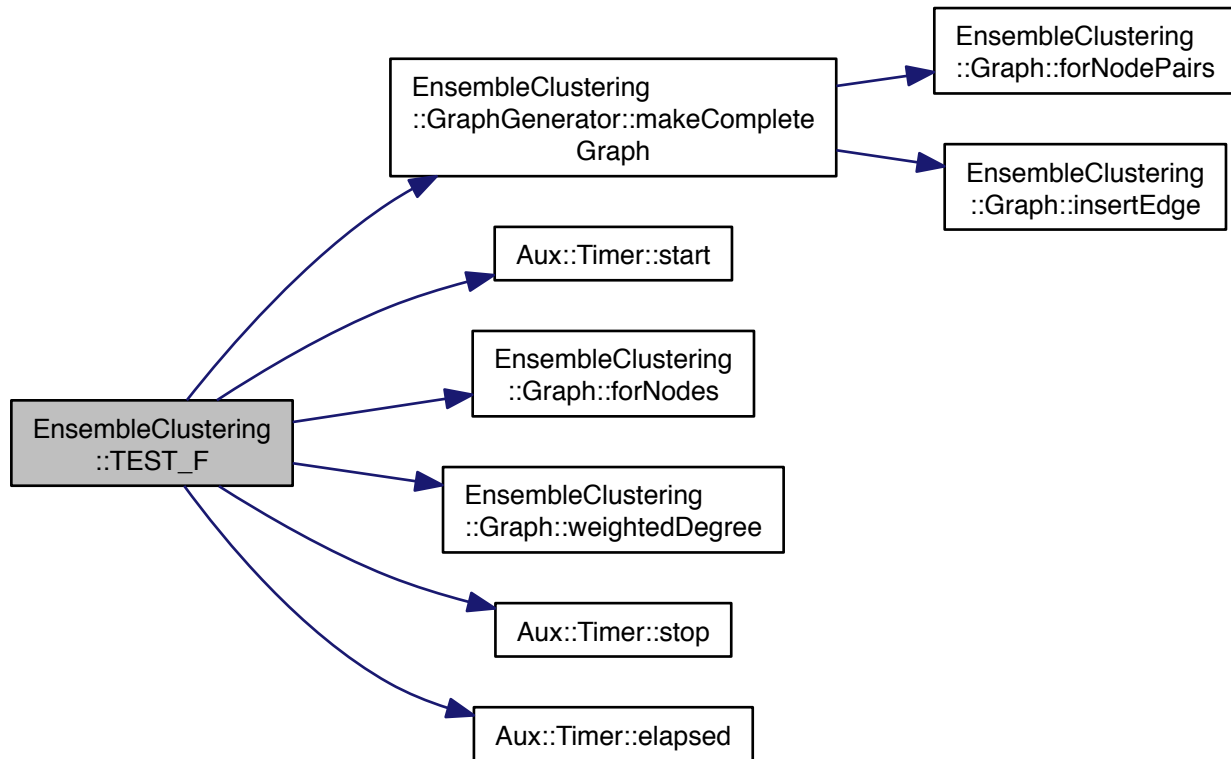 EnsembleClustering
::TEST_F
EnsembleClustering
::GraphGenerator::makeComplete
Graph
Aux::Timer::start
EnsembleClustering
::Graph::forNodes
EnsembleClustering
::Graph::weightedDegree
Aux::Timer::stop
Aux::Timer::elapsed
EnsembleClustering
::Graph::forNodePairs
EnsembleClustering
::Graph::insertEdge